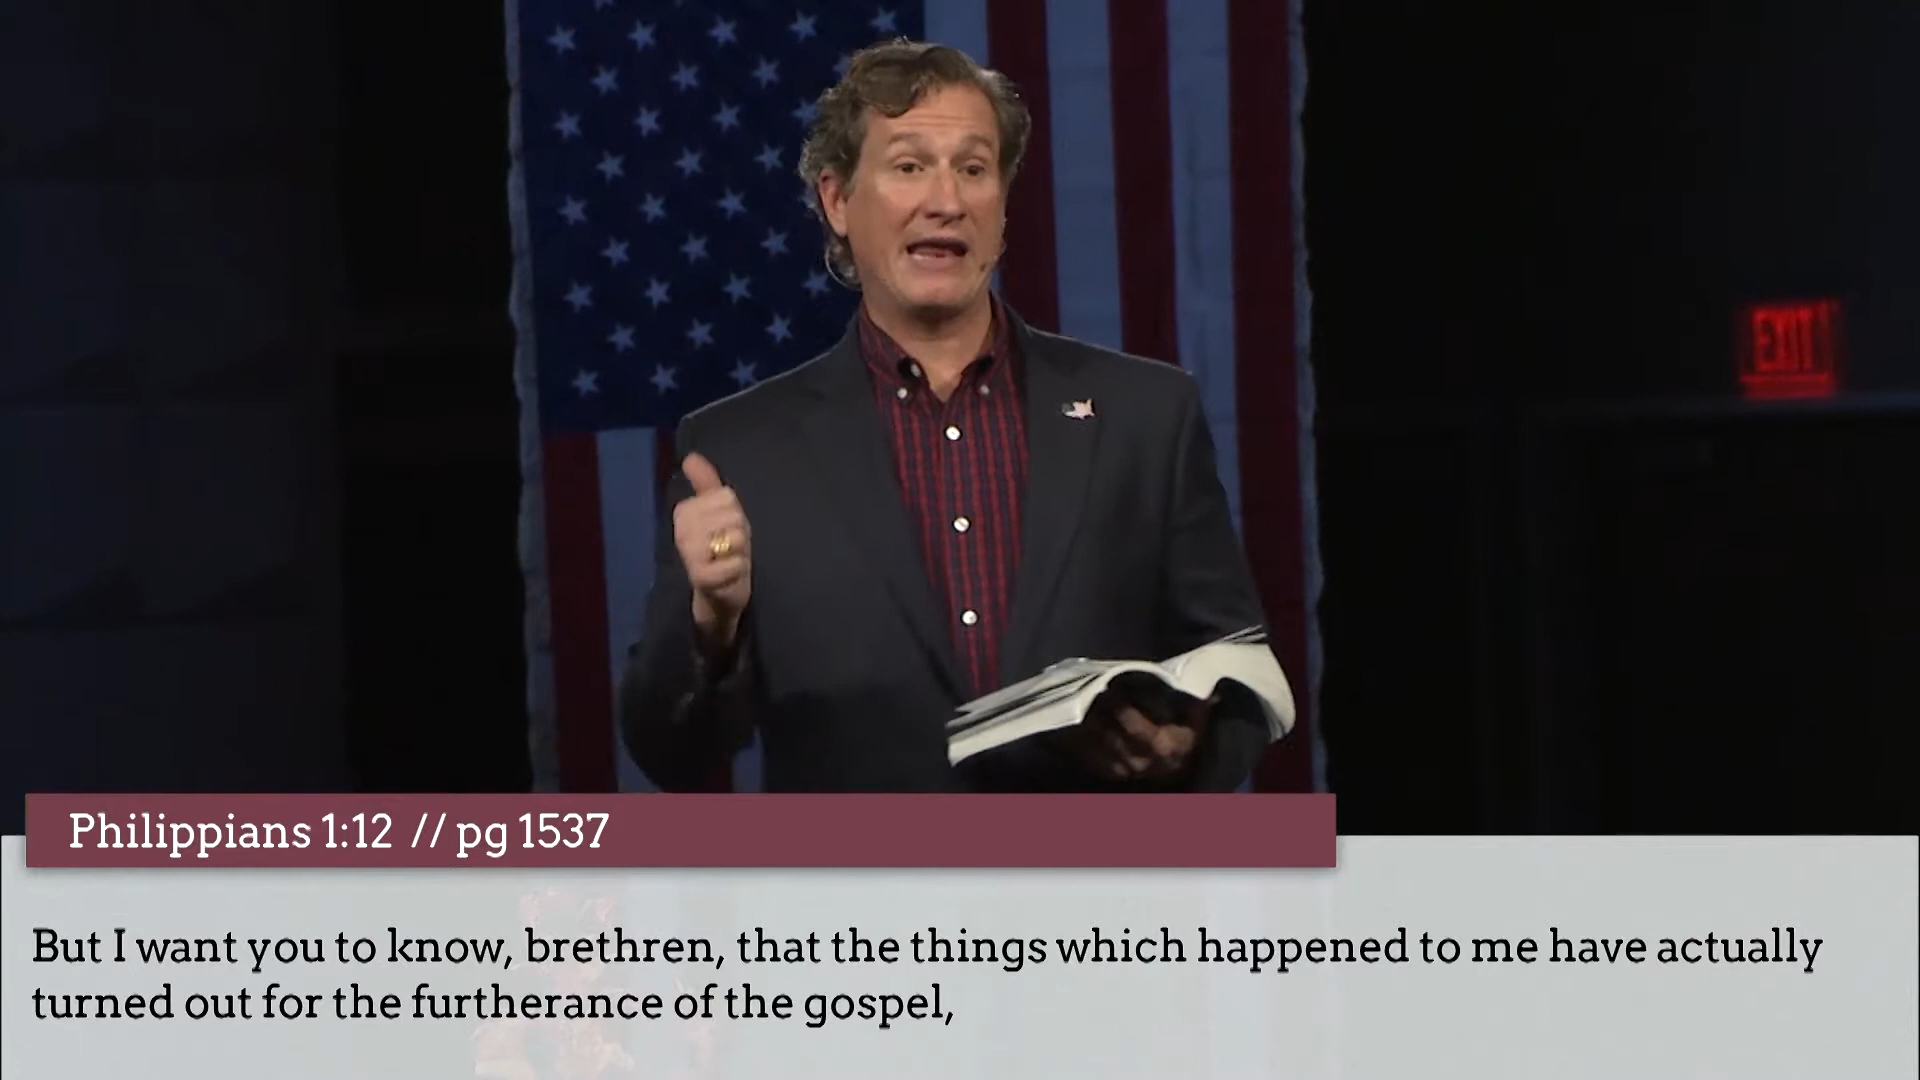 EXIT
Philippians 1:12 // pg 1537
But I want you to know, brethren, that the things which happened to me have actually
turned out for the furtherance of the gospel,